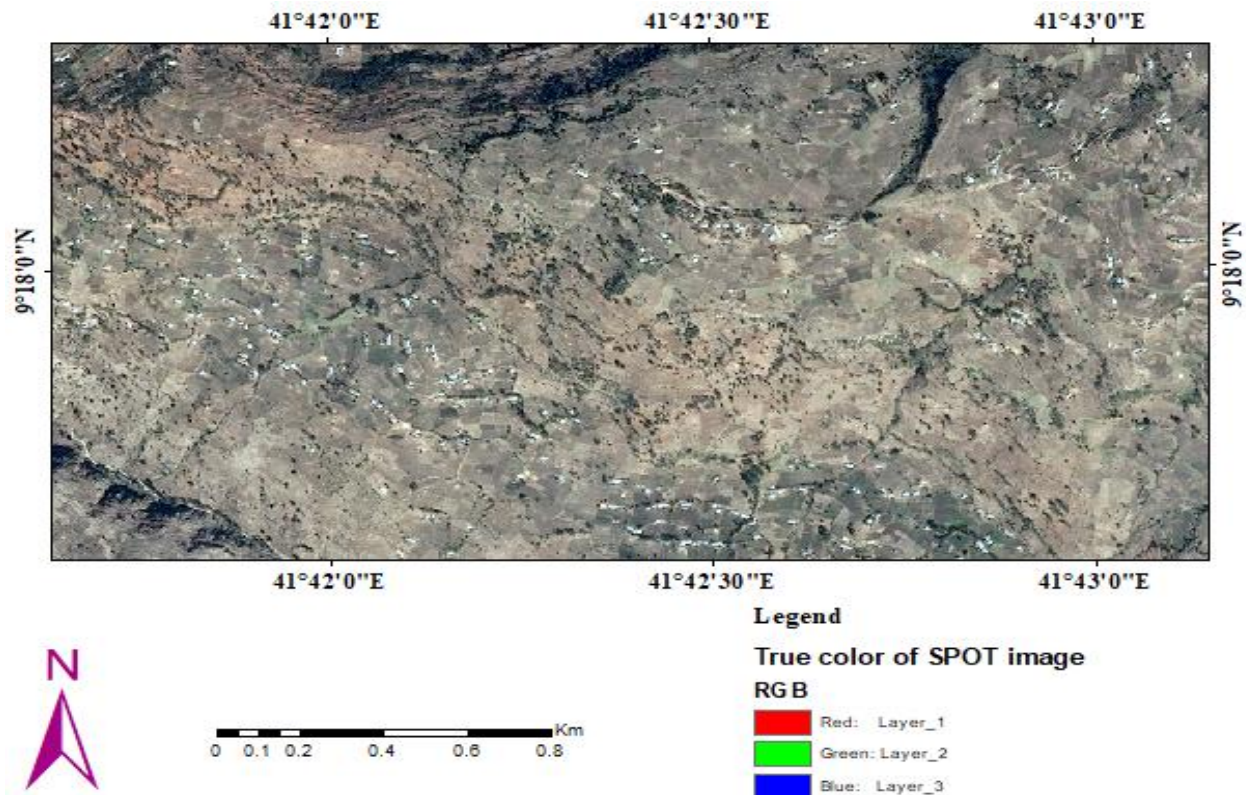 41°42'0"E 41°42'30"E 41°43'0"E
9°18'0"N 9°18'0"N
41°42'0"E 41°42'30"E 41°43'0"E
Legend
True color of SPOT image
RGB
Red: Layer_1
Green: Layer_2
Blue: Layer_3
N
Km
0 0.1 0.2 0.4 0.6 0.8